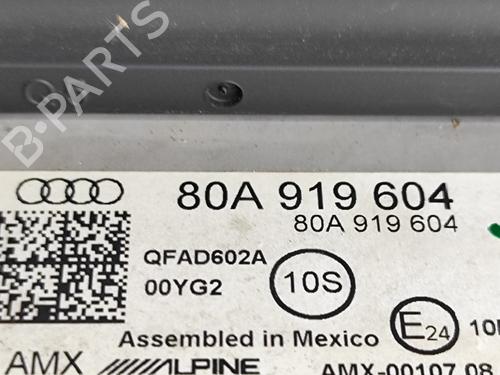 B-PARTS
80A 919 604
80A 919 604
QFAD602A
00YG2
10S
E24
Assembled in Mexico
AMX ALPINE
AMX-00107 08